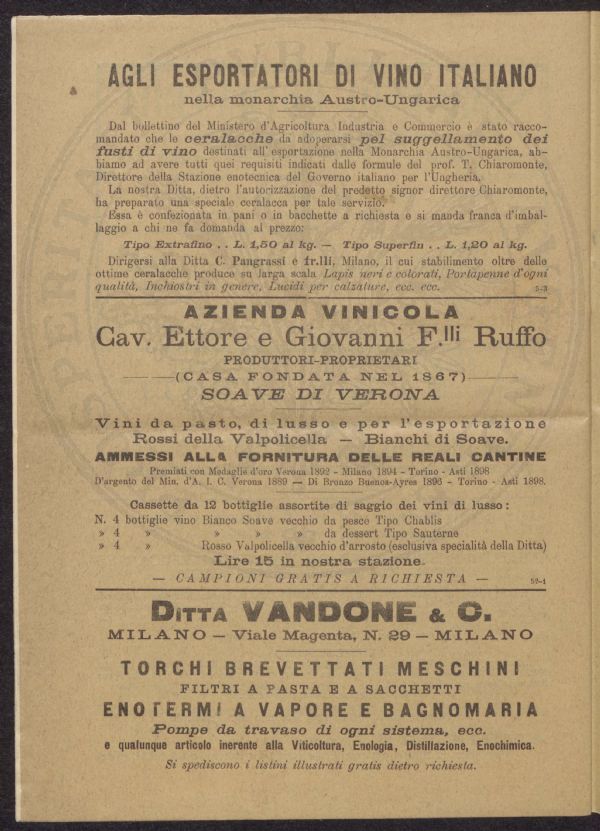 AGLI ESPORTATORI DI VINO ITALIANO
nella monarchia Austro-Ungarica
Dal bollettino del Ministero d'Agricoltura Industria e Commercio è stato racco-
mandato che le ceralacche da adoperarsi pel suggellamento dei
fusti di vino destinati all' esportazione nella Monarchia Austro-Ungarica, ab-
biamo ad avere tutti quei requisiti indicati dalle formule del prof. T. Chiaromonte,
Direttore della Stazione enotecnica del Governo italiano per l'Ungheria.
La nostra Ditta, dietro l'autorizzazione del predetto signor direttore Chiaromonte,
ha preparato una speciale ceralacca per tale servizio.
Essa è confezionata in pani o in bacchette a richiesta e si manda franca d'imbal-
laggio a chi ne fa domanda al prezzo:
Tipo Extrafino . . L. 1,50 al kg. — Tipo Superfin . . L. 1,20 al kg.
Dirigersi alla Ditta C. Pangrassi e fr.lli, Milano, il cui stabilimento oltre delle
ottime ceralacche produce su larga scala Lapis neri e colorati, Portapenne d'ogni
qualità, Inchiostri in genere, Lucidi per calzature, ecc. ecc. 5-3
AZIENDA VINICOLA
Cav. Ettore e Giovanni F.lli Ruffo
PRODUTTORI-PROPRIETARI
(CASA FONDATA NEL 1867)
SOAVE DI VERONA
Vini da pasto, di lusso e per l'esportazione
Rossi della Valpolicella — Bianchi di Soave.
AMMESSI ALLA FORNITURA DELLE REALI CANTINE
Premiati con Medaglie d'oro Verona 1892 - Milano 1894 - Torino - Asti 1898
D'argento del Min. d'A. I. C. Verona 1889 — Di Bronzo Buenos-Ayres 1896 - Torino - Asti 1898.
Cassette da 12 bottiglie assortite di saggio dei vini di lusso:
N. 4 bottiglie vino Bianco Soave vecchio da pesce Tipo Chablis
» 4 » » » » da dessert Tipo Sauterne
» 4 » Rosso Valpolicella vecchio d'arrosto (esclusiva specialità della Ditta)
Lire 15 in nostra stazione.
— CAMPIONI GRATIS A RICHIESTA — 52-1
DITTA VANDONE & C.
MILANO — Viale Magenta, N. 29 — MILANO
TORCHI BREVETTATI MESCHINI
FILTRI A PASTA E A SACCHETTI
ENOTERMI A VAPORE E BAGNOMARIA
Pompe da travaso di ogni sistema, ecc.
e qualunque articolo inerente alla Viticoltura, Enologia, Distillazione, Enochimica.
Si spediscono i listini illustrati gratis dietro richiesta.